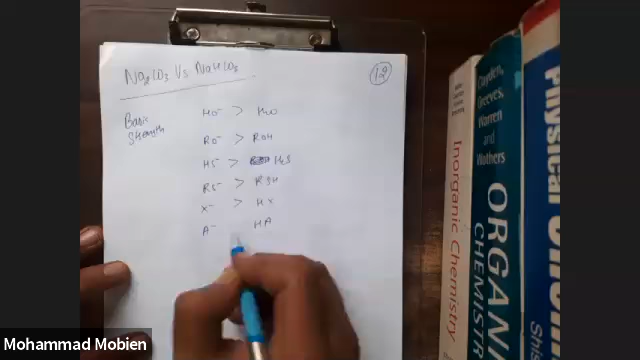 Na2CO3 Vs NaHCO3
12
Basic
Strength
HO- > H2O
RO- > ROH
HS- > H2S
RS- > RSH
X- > HX
A- HA
Inorganic Chemistry
Clayden,
Greeves,
Warren
and
Wothers
ORGANIC
CHEMISTRY
Physical
Mohammad Mobien